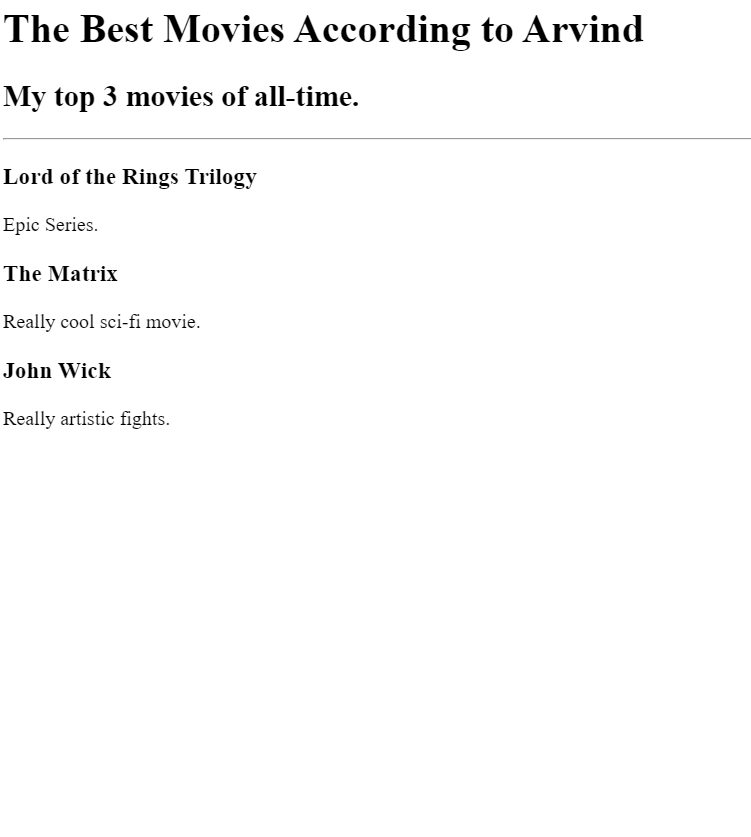 The Best Movies According to Arvind
My top 3 movies of all-time.
Lord of the Rings Trilogy
Epic Series.
The Matrix
Really cool sci-fi movie.
John Wick
Really artistic fights.